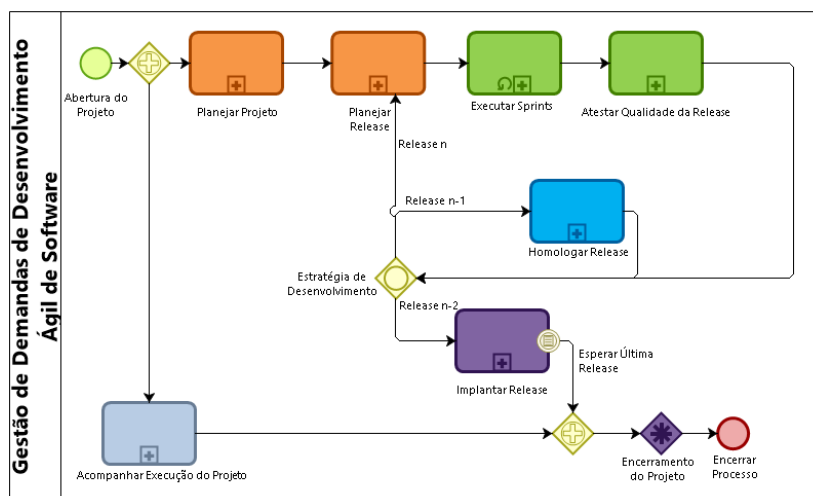 Gestão de Demandas de Desenvolvimento
Ágil de Software
Abertura do
Projeto
Planejar Projeto
Planejar
Release
Executar Sprints
Atestar Qualidade da Release
Release n
Release n-1
Homologar Release
Estratégia de
Desenvolvimento
Release n-2
Implantar Release
Esperar Última
Release
Acompanhar Execução do Projeto
Encerramento
do Projeto
Encerrar
Processo